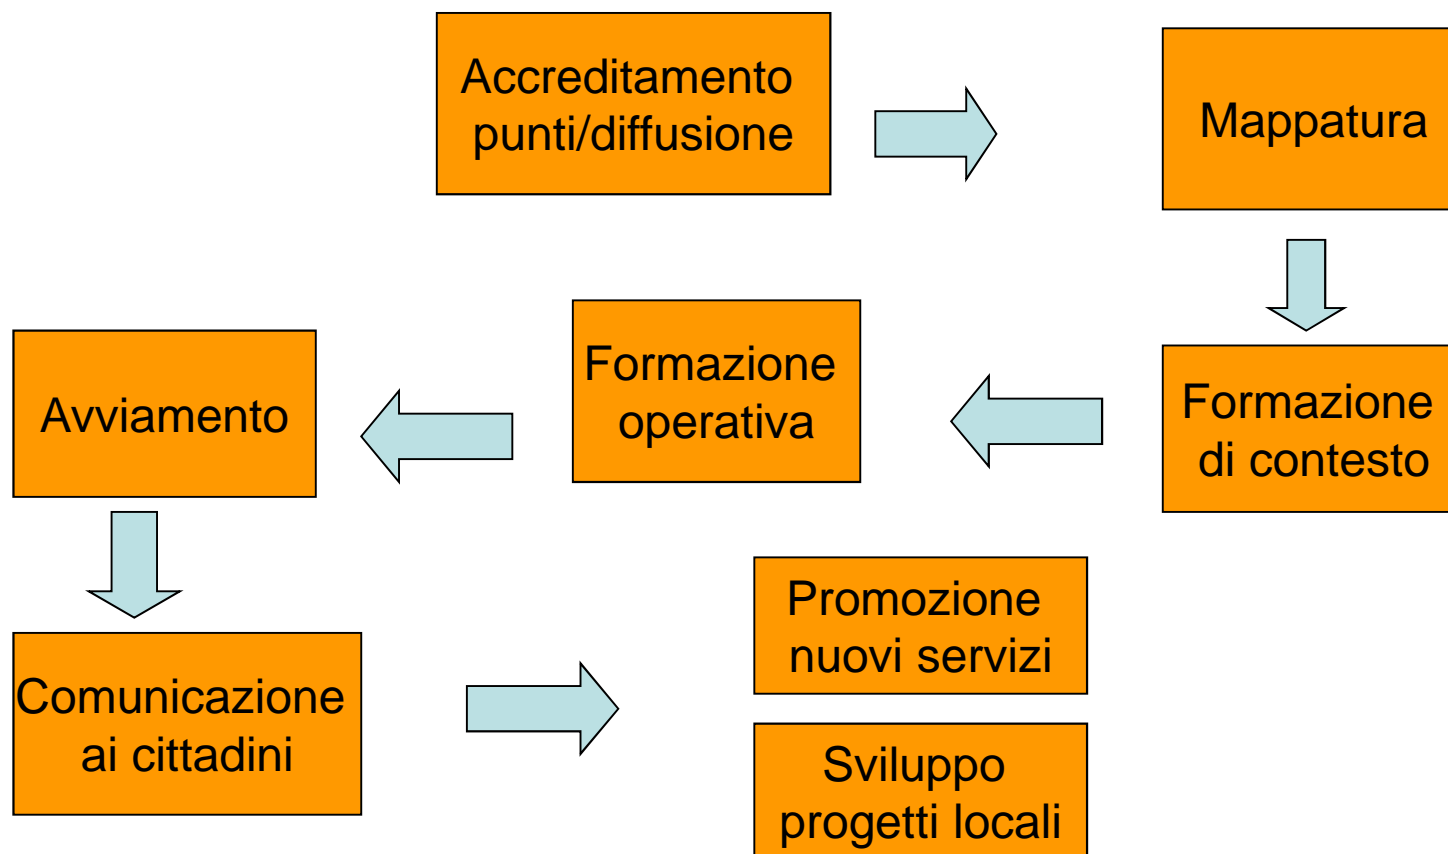 Accreditamento
punti/diffusione
Mappatura
Formazione
di contesto
Formazione
operativa
Avviamento
Comunicazione
ai cittadini
Promozione
nuovi servizi
Sviluppo
progetti locali